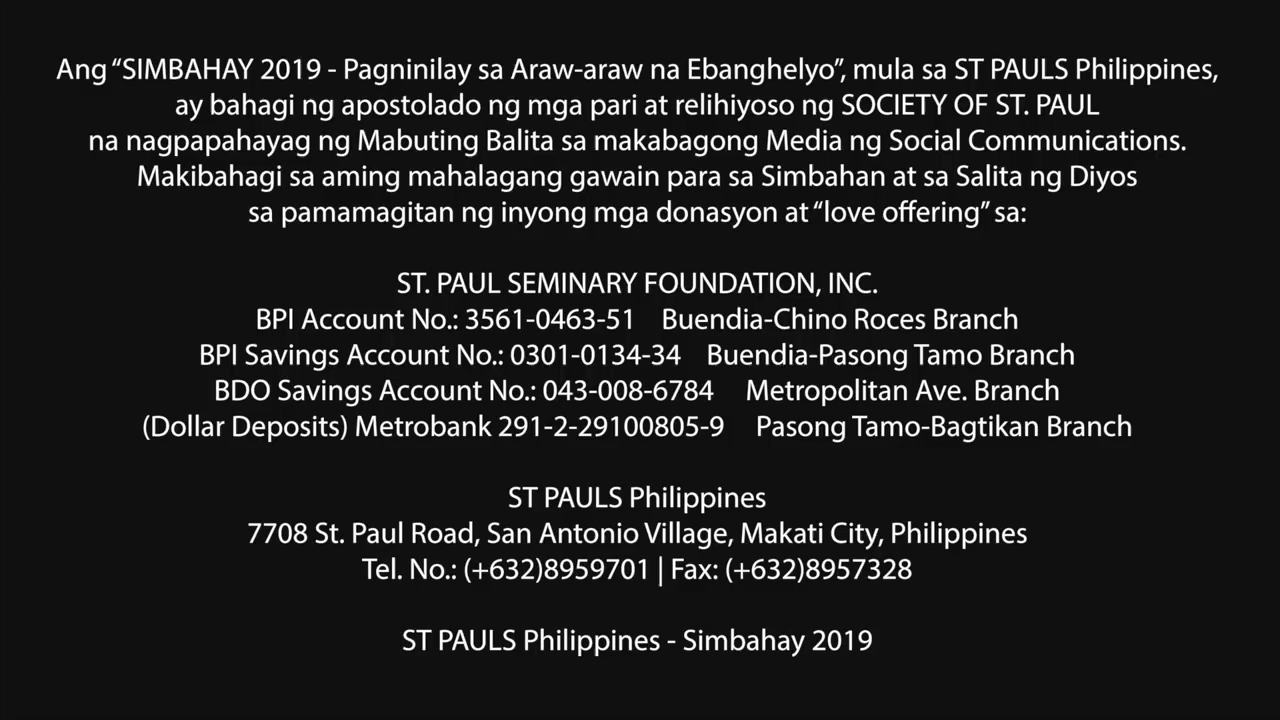 Ang “SIMBAHAY 2019 - Pagninilay sa Araw-araw na Ebanghelyo”, mula sa ST PAULS Philippines,
ay bahagi ng apostolado ng mga pari at relihiyoso ng SOCIETY OF ST. PAUL
na nagpapahayag ng Mabuting Balita sa makabagong Media ng Social Communications.
Makibahagi sa aming mahalagang gawain para sa Simbahan at sa Salita ng Diyos
sa pamamagitan ng inyong mga donasyon at “love offering” sa:
ST. PAUL SEMINARY FOUNDATION, INC.
BPI Account No.: 3561-0463-51 Buendia-Chino Roces Branch
BPI Savings Account No.: 0301-0134-34 Buendia-Pasong Tamo Branch
BDO Savings Account No.: 043-008-6784 Metropolitan Ave. Branch
(Dollar Deposits) Metrobank 291-2-29100805-9 Pasong Tamo-Bagtikan Branch
ST PAULS Philippines
7708 St. Paul Road, San Antonio Village, Makati City, Philippines
Tel. No.: (+632)8959701 | Fax: (+632)8957328
ST PAULS Philippines - Simbahay 2019